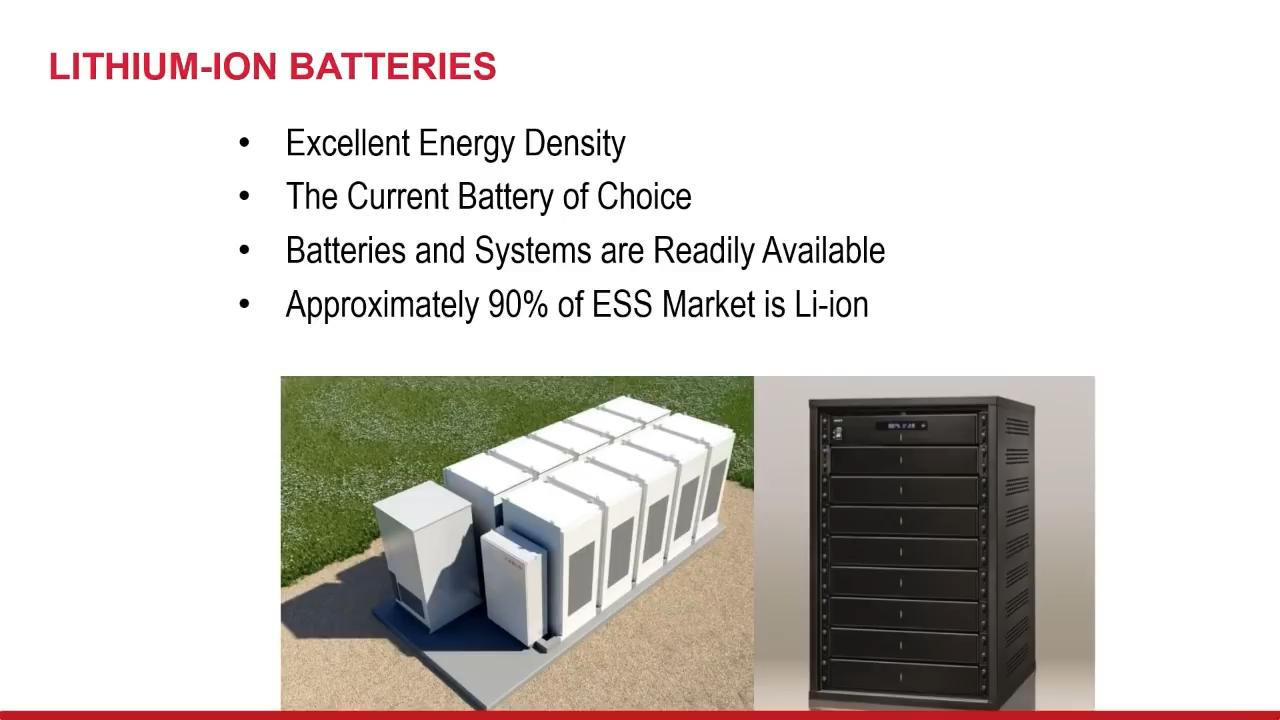 LITHIUM-ION BATTERIES
• Excellent Energy Density
• The Current Battery of Choice
• Batteries and Systems are Readily Available
• Approximately 90% of ESS Market is Li-ion